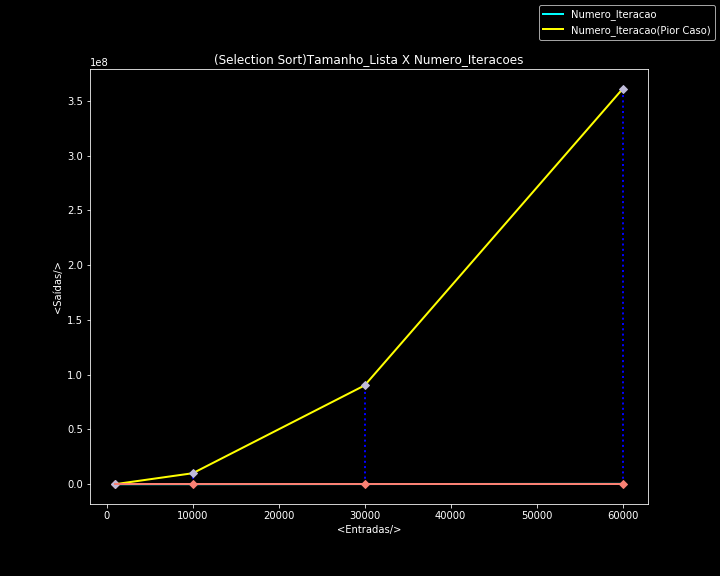 Numero_Iteracao
Numero_Iteracao(Pior Caso)
(Selection Sort)Tamanho_Lista X Numero_Iteracoes
1e8
3.5
3.0
2.5
2.0
1.5
1.0
0.5
0.0
<Saídas/>
0 10000 20000 30000 40000 50000 60000
<Entradas/>